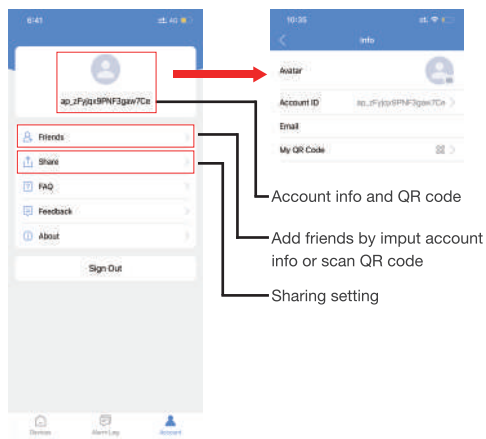 6:41
4G
ap_zFyjqx9PNF3gaw7Ce
Friends
Share
FAQ
Feedback
About
Sign Out
Devices
Alarm Log
Account
10:35
Info
Avatar
Account ID
ap_zFyjqx9PNF3gaw7Ce
Email
My QR Code
Account info and QR code
Add friends by imput account
info or scan QR code
Sharing setting